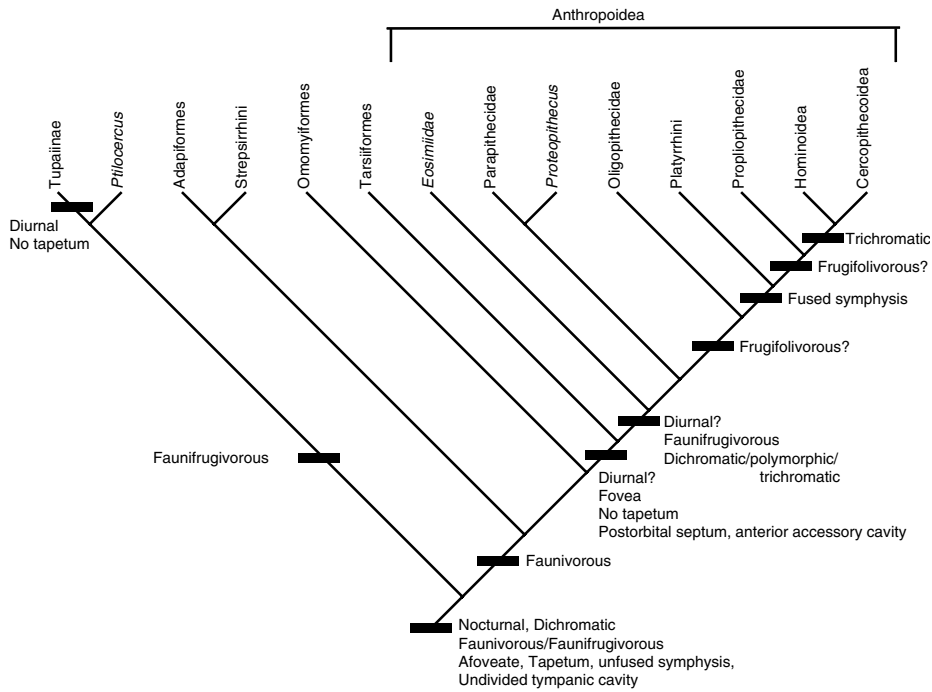 Anthropoidea
Tupaiinae
Ptilocercus
Adapiformes
Strepsirrhini
Omomyiformes
Tarsiiformes
Eosimiidae
Parapithecidae
Proteopithecus
Oligopithecidae
Platyrrhini
Propliopithecidae
Hominoidea
Cercopithecoidea
Diurnal
No tapetum
Trichromatic
Frugifolivorous?
Fused symphysis
Frugifolivorous?
Diurnal?
Faunifrugivorous
Dichromatic/polymorphic/
trichromatic
Faunifrugivorous
Diurnal?
Fovea
No tapetum
Postorbital septum, anterior accessory cavity
Faunivorous
Nocturnal, Dichromatic
Faunivorous/Faunifrugivorous
Afoveate, Tapetum, unfused symphysis,
Undivided tympanic cavity